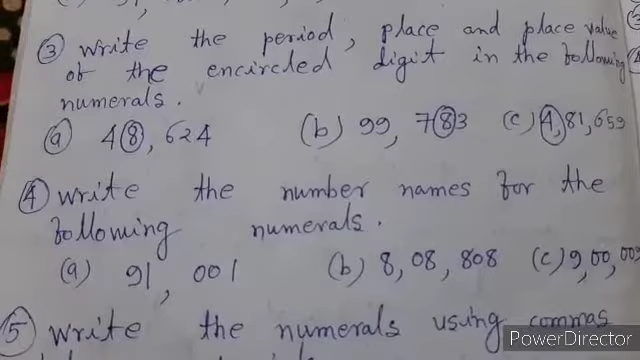 ③ Write the period, place and place value
of the encircled digit in the following
numerals.
(a) 48, 624 (b) 99, 783 (c) 4,81,659
④ Write the number names for the
following numerals.
(a) 91, 001 (b) 8, 08, 808 (c) 9,00,009
⑤ Write the numerals using commas
PowerDirector